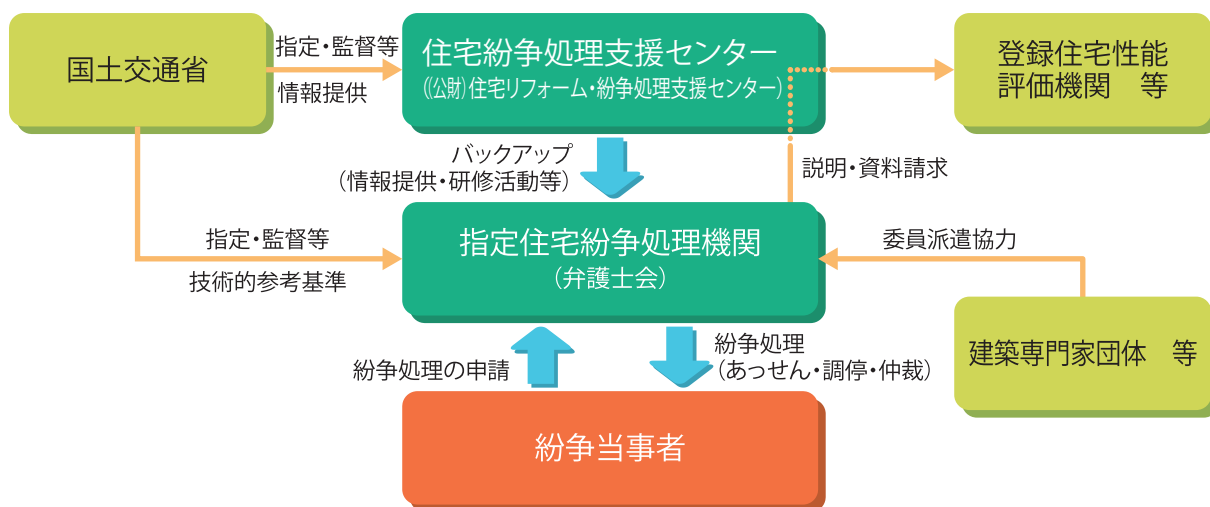 国土交通省
指定・監督等
情報提供
住宅紛争処理支援センター
((公財)住宅リフォーム・紛争処理支援センター)
登録住宅性能
評価機関　等
バックアップ
(情報提供・研修活動等)
説明・資料請求
指定・監督等
技術的参考基準
指定住宅紛争処理機関
(弁護士会)
委員派遣協力
建築専門家団体　等
紛争処理の申請
紛争処理
(あっせん・調停・仲裁)
紛争当事者